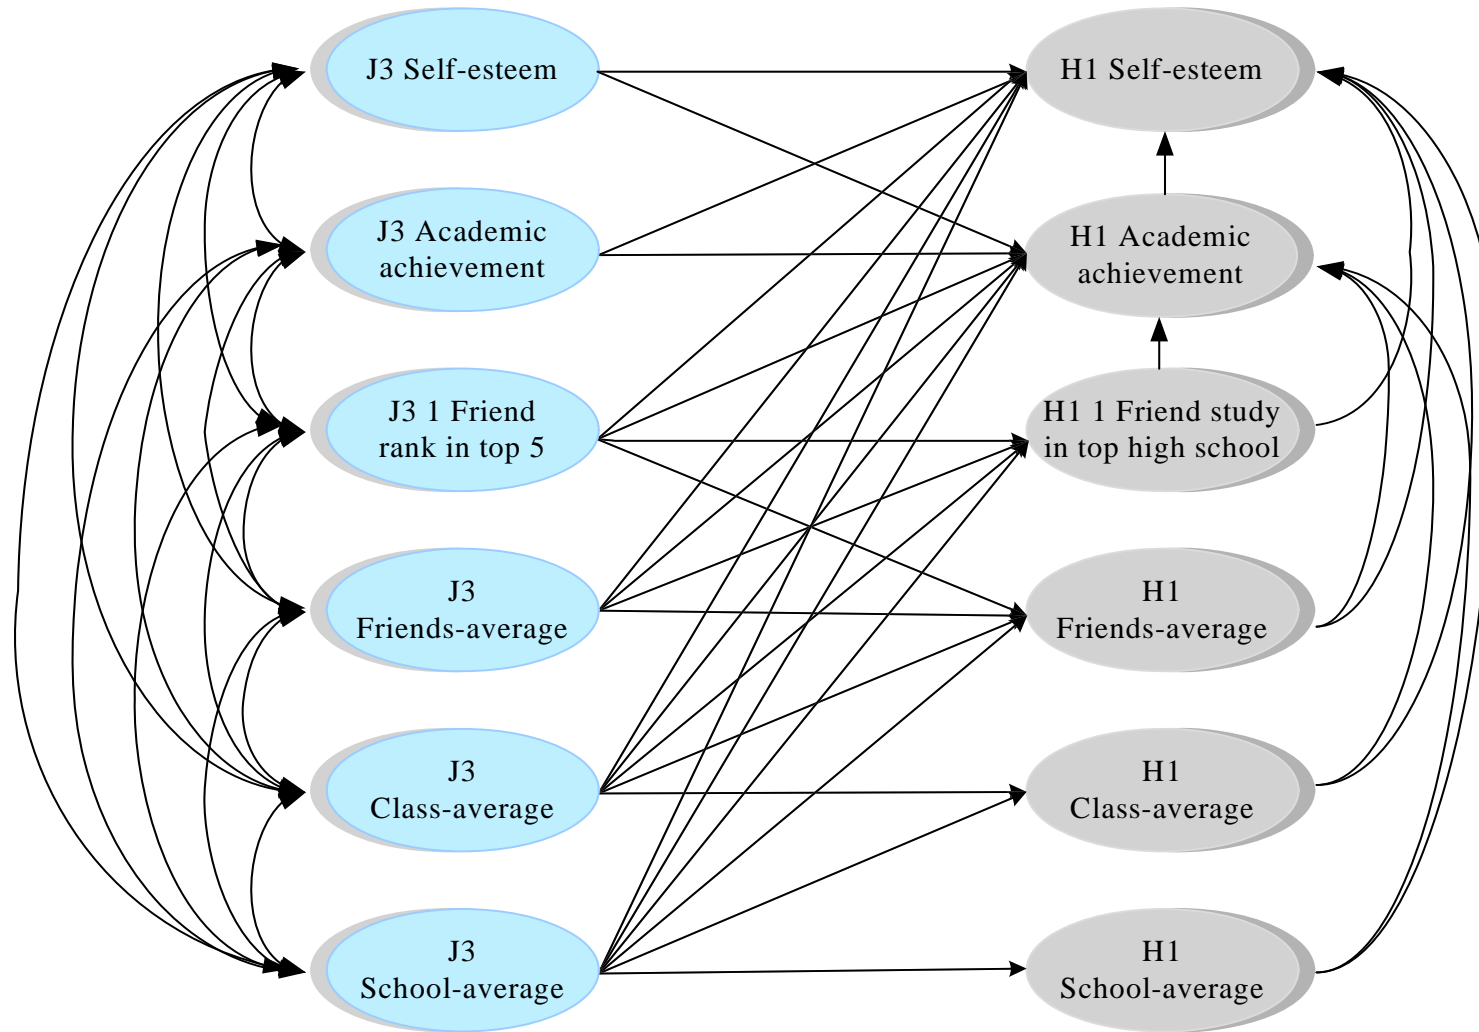 J3 Self-esteem
H1 Self-esteem
J3 Academic
achievement
H1 Academic
achievement
J3 1 Friend
rank in top 5
H1 1 Friend study
in top high school
J3
Friends-average
H1
Friends-average
J3
Class-average
H1
Class-average
J3
School-average
H1
School-average